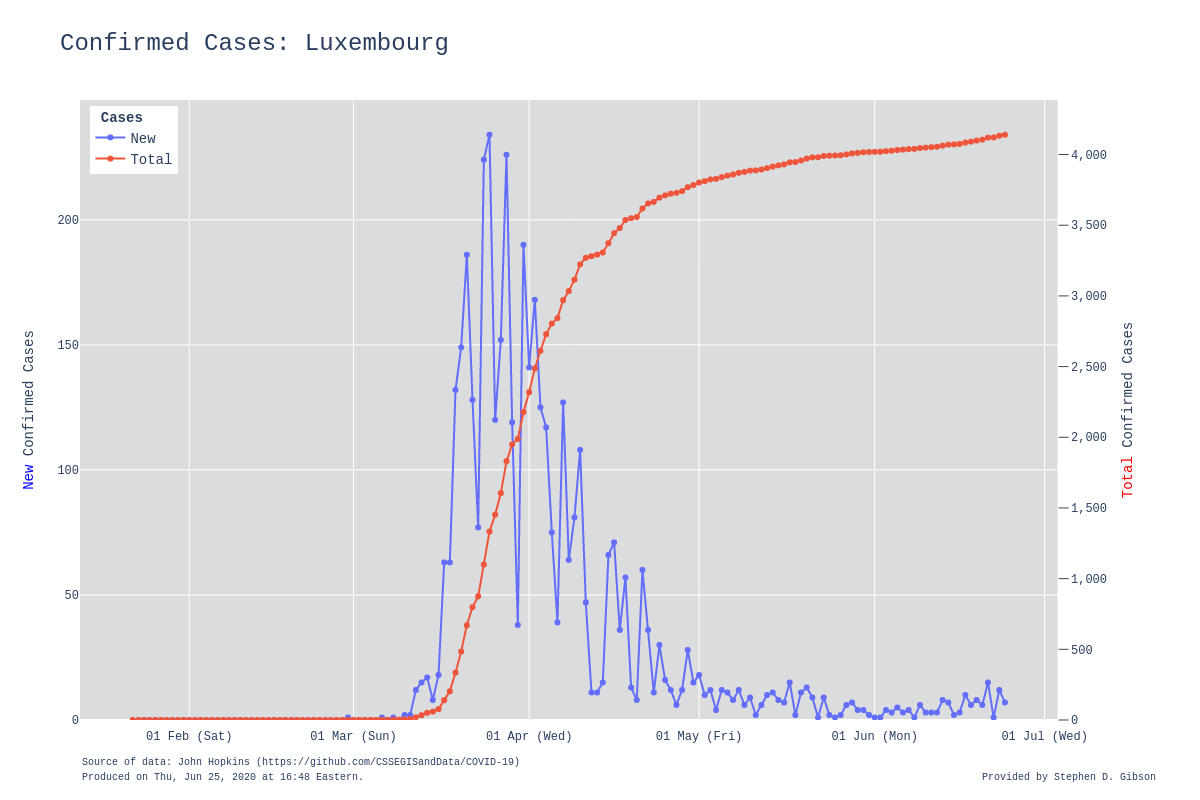 Confirmed Cases: Luxembourg
Cases
New
Total
200
150
100
50
0
4,000
3,500
3,000
2,500
2,000
1,500
1,000
500
0
New Confirmed Cases
Total Confirmed Cases
01 Feb (Sat)
01 Mar (Sun)
01 Apr (Wed)
01 May (Fri)
01 Jun (Mon)
01 Jul (Wed)
Source of data: John Hopkins (https://github.com/CSSEGISandData/COVID-19)
Produced on Thu, Jun 25, 2020 at 16:48 Eastern.
Provided by Stephen D. Gibson